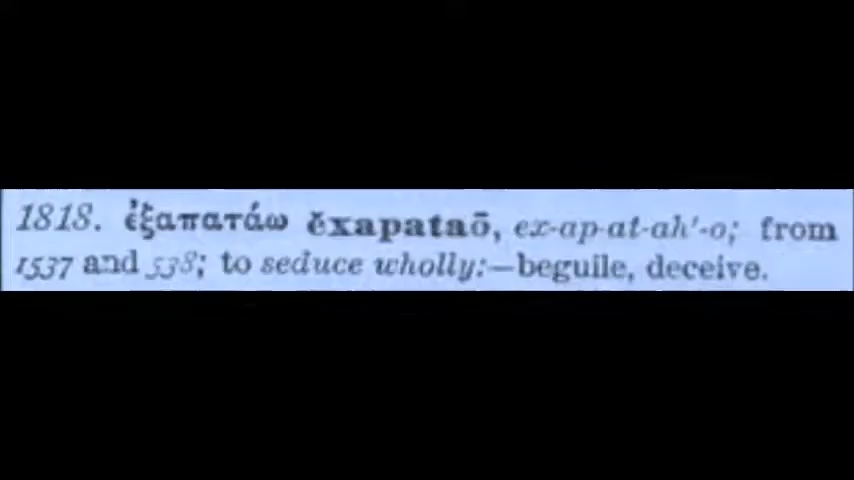 1818. ἐξαπατάω ĕxapataō, ex-ap-at-ah'-o; from
1537 and 538; to seduce wholly:—beguile, deceive.